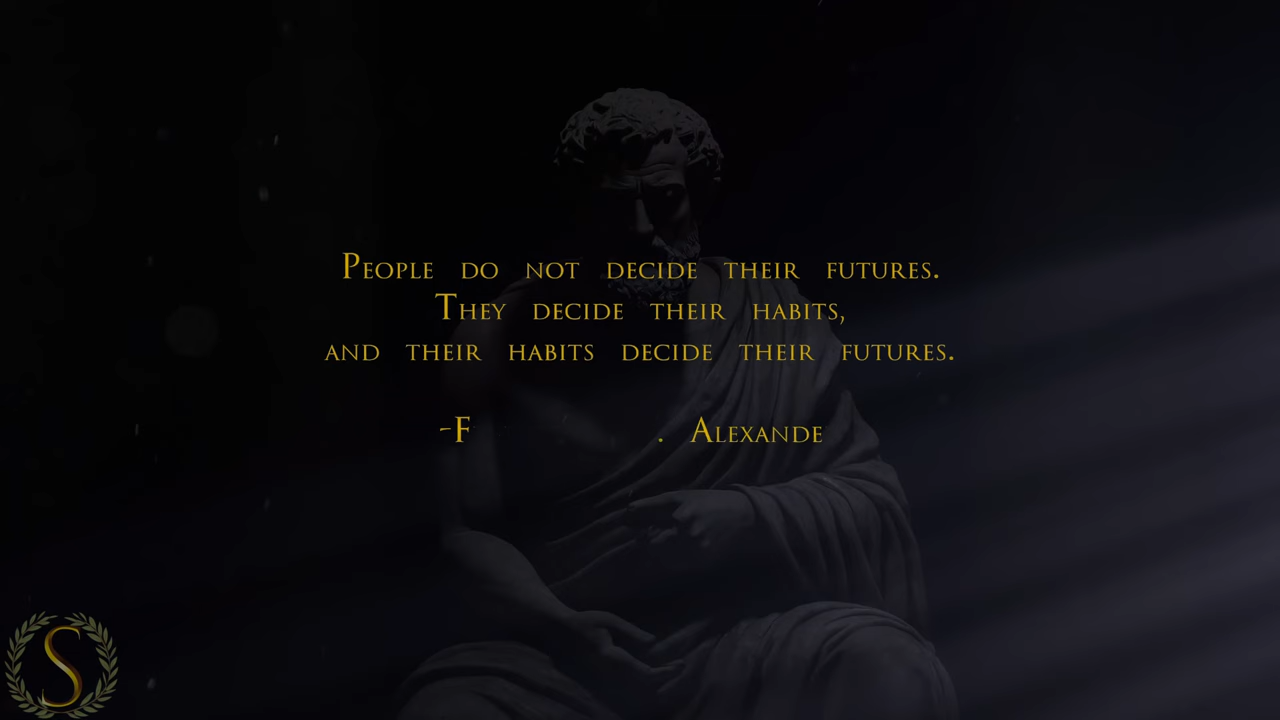 People do not decide their futures.
They decide their habits,
and their habits decide their futures.
-F . Alexande
S